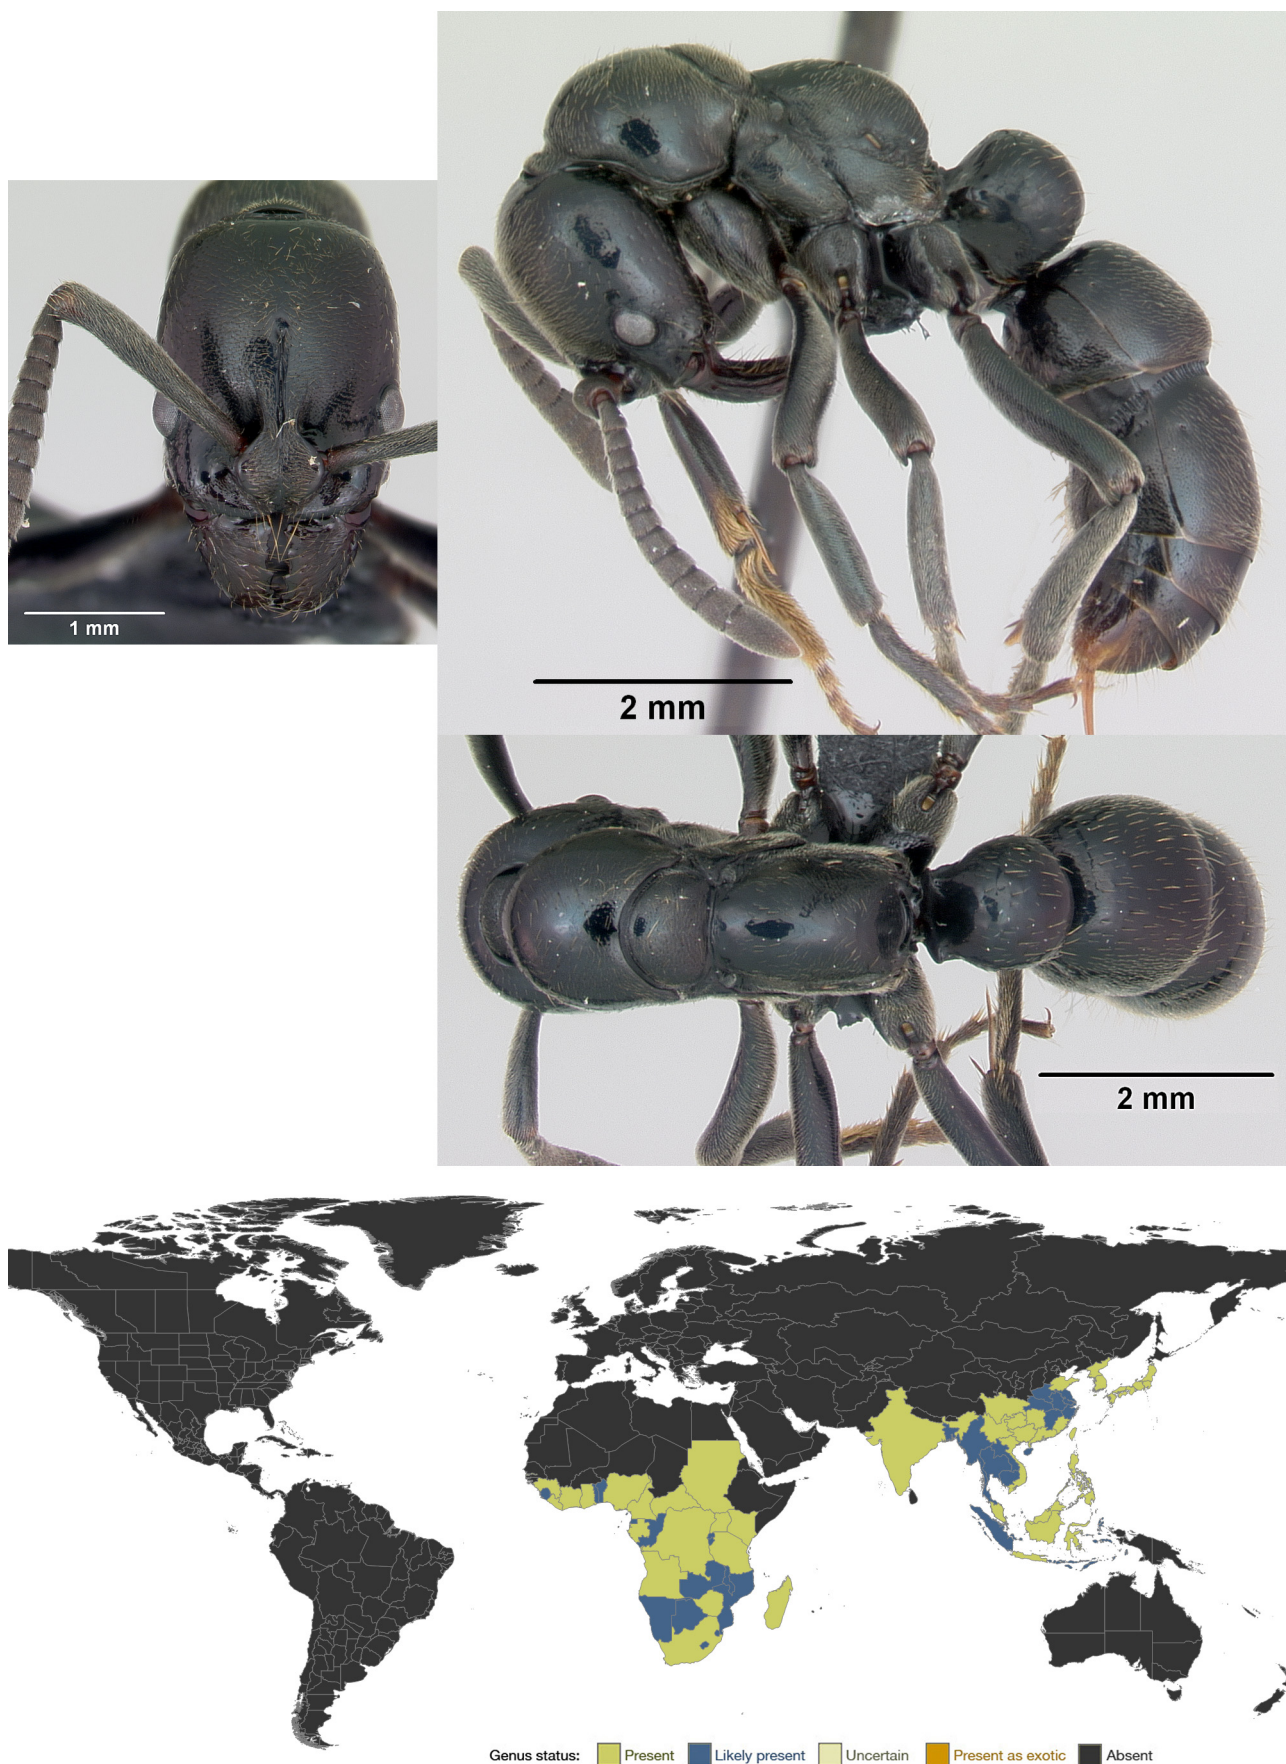 1 mm
2 mm
2 mm
Genus status: Present Likely present Uncertain Present as exotic Absent